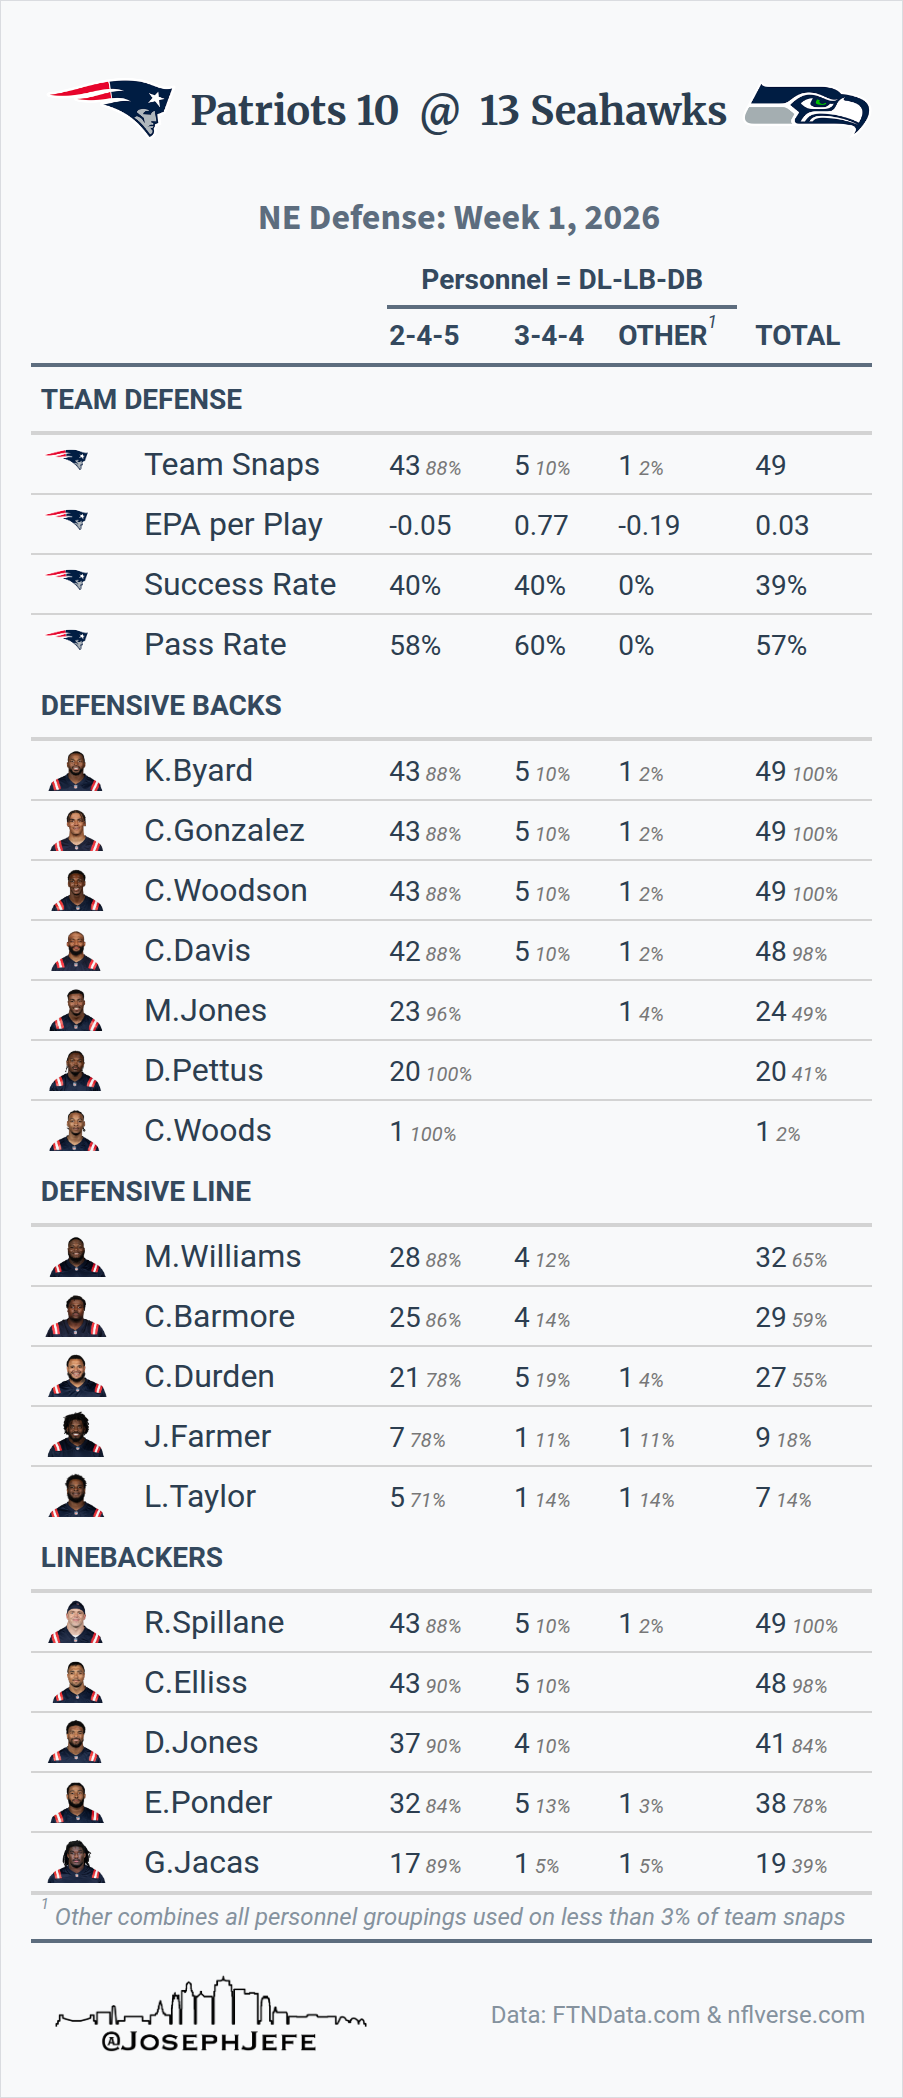 Patriots 10 @ 13 Seahawks
NE Defense: Week 1, 2026
Personnel = DL-LB-DB
2-4-5 3-4-4 OTHER1 TOTAL
TEAM DEFENSE
Team Snaps 43 88% 5 10% 1 2% 49
EPA per Play -0.05 0.77 -0.19 0.03
Success Rate 40% 40% 0% 39%
Pass Rate 58% 60% 0% 57%
DEFENSIVE BACKS
K.Byard 43 88% 5 10% 1 2% 49 100%
C.Gonzalez 43 88% 5 10% 1 2% 49 100%
C.Woodson 43 88% 5 10% 1 2% 49 100%
C.Davis 42 88% 5 10% 1 2% 48 98%
M.Jones 23 96% 1 4% 24 49%
D.Pettus 20 100% 20 41%
C.Woods 1 100% 1 2%
DEFENSIVE LINE
M.Williams 28 88% 4 12% 32 65%
C.Barmore 25 86% 4 14% 29 59%
C.Durden 21 78% 5 19% 1 4% 27 55%
J.Farmer 7 78% 1 11% 1 11% 9 18%
L.Taylor 5 71% 1 14% 1 14% 7 14%
LINEBACKERS
R.Spillane 43 88% 5 10% 1 2% 49 100%
C.Elliss 43 90% 5 10% 48 98%
D.Jones 37 90% 4 10% 41 84%
E.Ponder 32 84% 5 13% 1 3% 38 78%
G.Jacas 17 89% 1 5% 1 5% 19 39%
1 Other combines all personnel groupings used on less than 3% of team snaps
@JosephJefe
Data: FTNData.com & nflverse.com